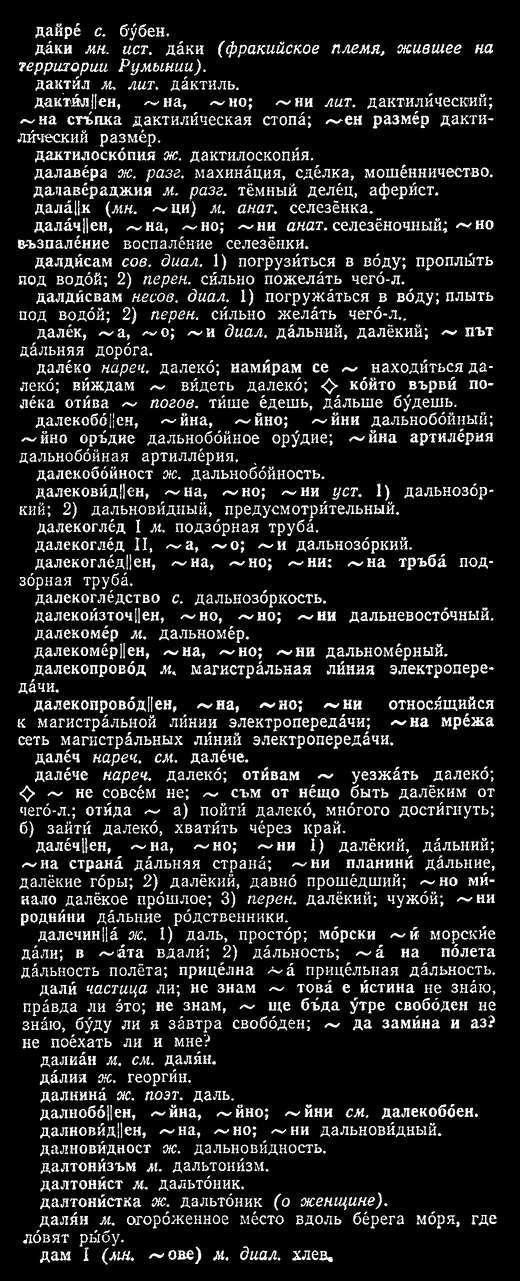 дайре́ с. бу́бен.
да́ки мн. ист. да́ки (фракийское племя, жившее на
территории Румынии).
дакти́л м. лит. да́ктиль.
дакти́л||ен, ~на, ~но; ~ни лит. дактили́ческий;
~на стъ́пка дактили́ческая стопа́; ~ен разме́р дакти-
ли́ческий разме́р.
дактилоско́пия ж. дактилоскопи́я.
далаве́ра ж. разг. махина́ция, сде́лка, моше́нничество.
далаве́раджия м. разг. тёмный деле́ц, афери́ст.
дала́||к (мн. ~ци) м. анат. селезёнка.
дала́ч||ен, ~на, ~но; ~ни анат. селезёночный; ~но
възпале́ние воспале́ние селезёнки.
далди́сам сов. диал. 1) погрузи́ться в во́ду; проплы́ть
под водо́й; 2) перен. си́льно пожела́ть чего́-л.
далди́свам несов. диал. 1) погружа́ться в во́ду; плыть
под водо́й; 2) перен. си́льно жела́ть чего́-л..
дале́к, ~а, ~о; ~и диал. да́льний, далёкий; ~ път
да́льняя доро́га.
дале́ко нареч. далеко́; нами́рам се ~ находи́ться да-
леко́; ви́ждам ~ ви́деть далеко́; ◇ ко́йто върви́ по-
ле́ка оти́ва ~ погов. ти́ше е́дешь, да́льше бу́дешь.
далекобо́||ен, ~йна, ~йно; ~йни дальнобо́йный;
~йно оръ́дие дальнобо́йное ору́дие; ~йна артиле́рия
дальнобо́йная артилле́рия,
далекобо́йност ж. дальнобо́йность.
далекови́д||ен, ~на, ~но; ~ни уст. 1) дальнозо́р-
кий; 2) дальнови́дный, предусмотри́тельный.
далекогле́д I м. подзо́рная труба́.
далекогле́д II, ~а, ~о; ~и дальнозо́ркий.
далекогле́д||ен, ~на, ~но; ~ни: ~на тръба́ под-
зо́рная труба́.
далекогле́дство с. дальнозо́ркость.
далекои́зточ||ен, ~но, ~но; ~ни дальневосто́чный.
далекоме́р м. дальноме́р.
далекоме́р||ен, ~на, ~но; ~ни дальноме́рный.
далекопрово́д м. магистра́льная ли́ния электропере-
да́чи.
далекопрово́д||ен, ~на, ~но; ~ни относя́щийся
к магистра́льной ли́нии электропереда́чи; ~на мре́жа
сеть магистра́льных ли́ний электропереда́чи.
дале́ч нареч. см. дале́че.
дале́че нареч. далеко́; оти́вам ~ уезжа́ть далеко́;
◇ ~ не совсе́м не; ~ съм от не́що быть далёким от
чего́-л.; оти́да ~ а) пойти́ далеко́, мно́гого дости́гнуть;
б) зайти́ далеко́, хвати́ть че́рез край.
дале́ч||ен, ~на, ~но; ~ни 1) далёкий, да́льний;
~на страна́ да́льняя страна́; ~ни планини́ да́льние,
далёкие го́ры; 2) далёкий, давно́ проше́дший; ~но ми́-
нало далёкое про́шлое; 3) перен. далёкий; чужо́й; ~ни
родни́ни да́льние ро́дственники.
далечин||а́ ж. 1) даль, просто́р; мо́рски ~и́ морски́е
да́ли; в ~а́та вдали́; 2) да́льность; ~а́ на по́лета
да́льность полёта; прице́лна ~а́ прице́льная да́льность.
дали́ частица ли; не знам ~ това́ е и́стина не зна́ю,
пра́вда ли э́то; не знам, ~ ще бъ́да у́тре свобо́ден не
зна́ю, бу́ду ли я за́втра свобо́ден; ~ да зами́на и аз?
не пое́хать ли и мне?
далиа́н м. см. даля́н.
да́лия ж. георги́н.
далнина́ ж. поэт. даль.
далнобо́||ен, ~йна, ~йно; ~йни см. далекобо́ен.
далнови́д||ен, ~на, ~но; ~ни дальнови́дный.
далнови́дност ж. дальнови́дность.
далтони́зъм м. дальтони́зм.
далтони́ст м. дальто́ник.
далтони́стка ж. дальто́ник (о женщине).
даля́н м. огоро́женное ме́сто вдоль бе́рега мо́ря, где
ло́вят ры́бу.
дам I (мн. ~ове) м. диал. хлев.